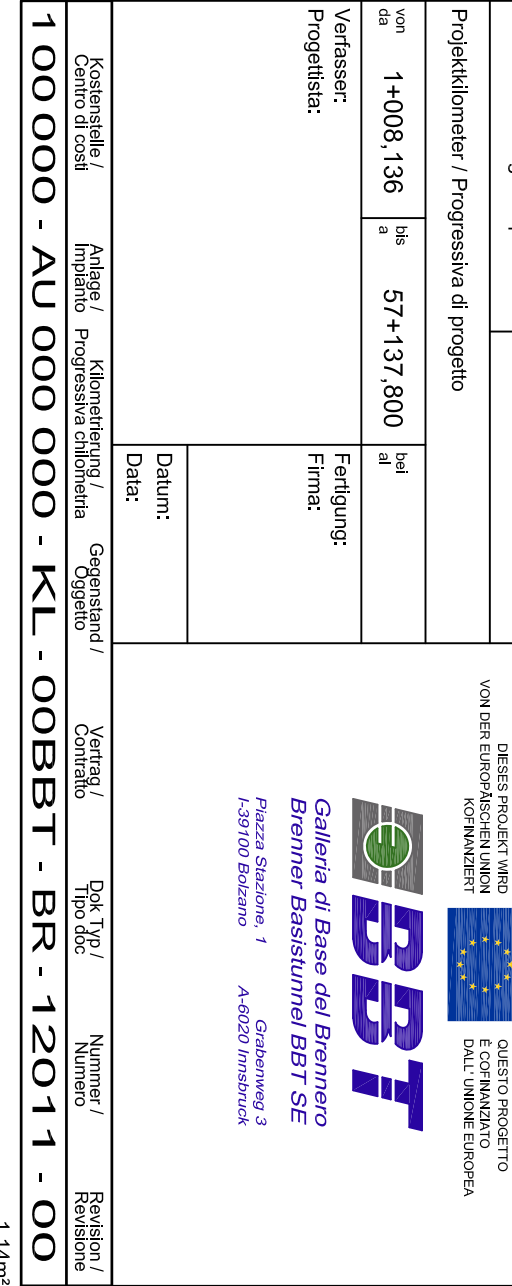 Projektkilometer / Progressiva di progetto
von
da
1+008,136
bis
a
57+137,800
bei
al
Verfasser:
Progettista:
Fertigung:
Firma:
Datum:
Data:
DIESES PROJEKT WIRD
VON DER EUROPÄISCHEN UNION
KOFINANZIERT
QUESTO PROGETTO
È COFINANZIATO
DALL' UNIONE EUROPEA
BBT
Galleria di Base del Brennero
Brenner Basistunnel BBT SE
Piazza Stazione, 1
I-39100 Bolzano
Grabenweg 3
A-6020 Innsbruck
Kostenstelle /
Centro di costi
Anlage /
Impianto
Kilometrierung /
Progressiva chilometria
Gegenstand /
Oggetto
Vertrag /
Contratto
Dok Typ /
Tipo doc
Nummer /
Numero
Revision /
Revisione
1 00 000 - AU 000 000 - KL - 00BBT - BR - 12011 - 00